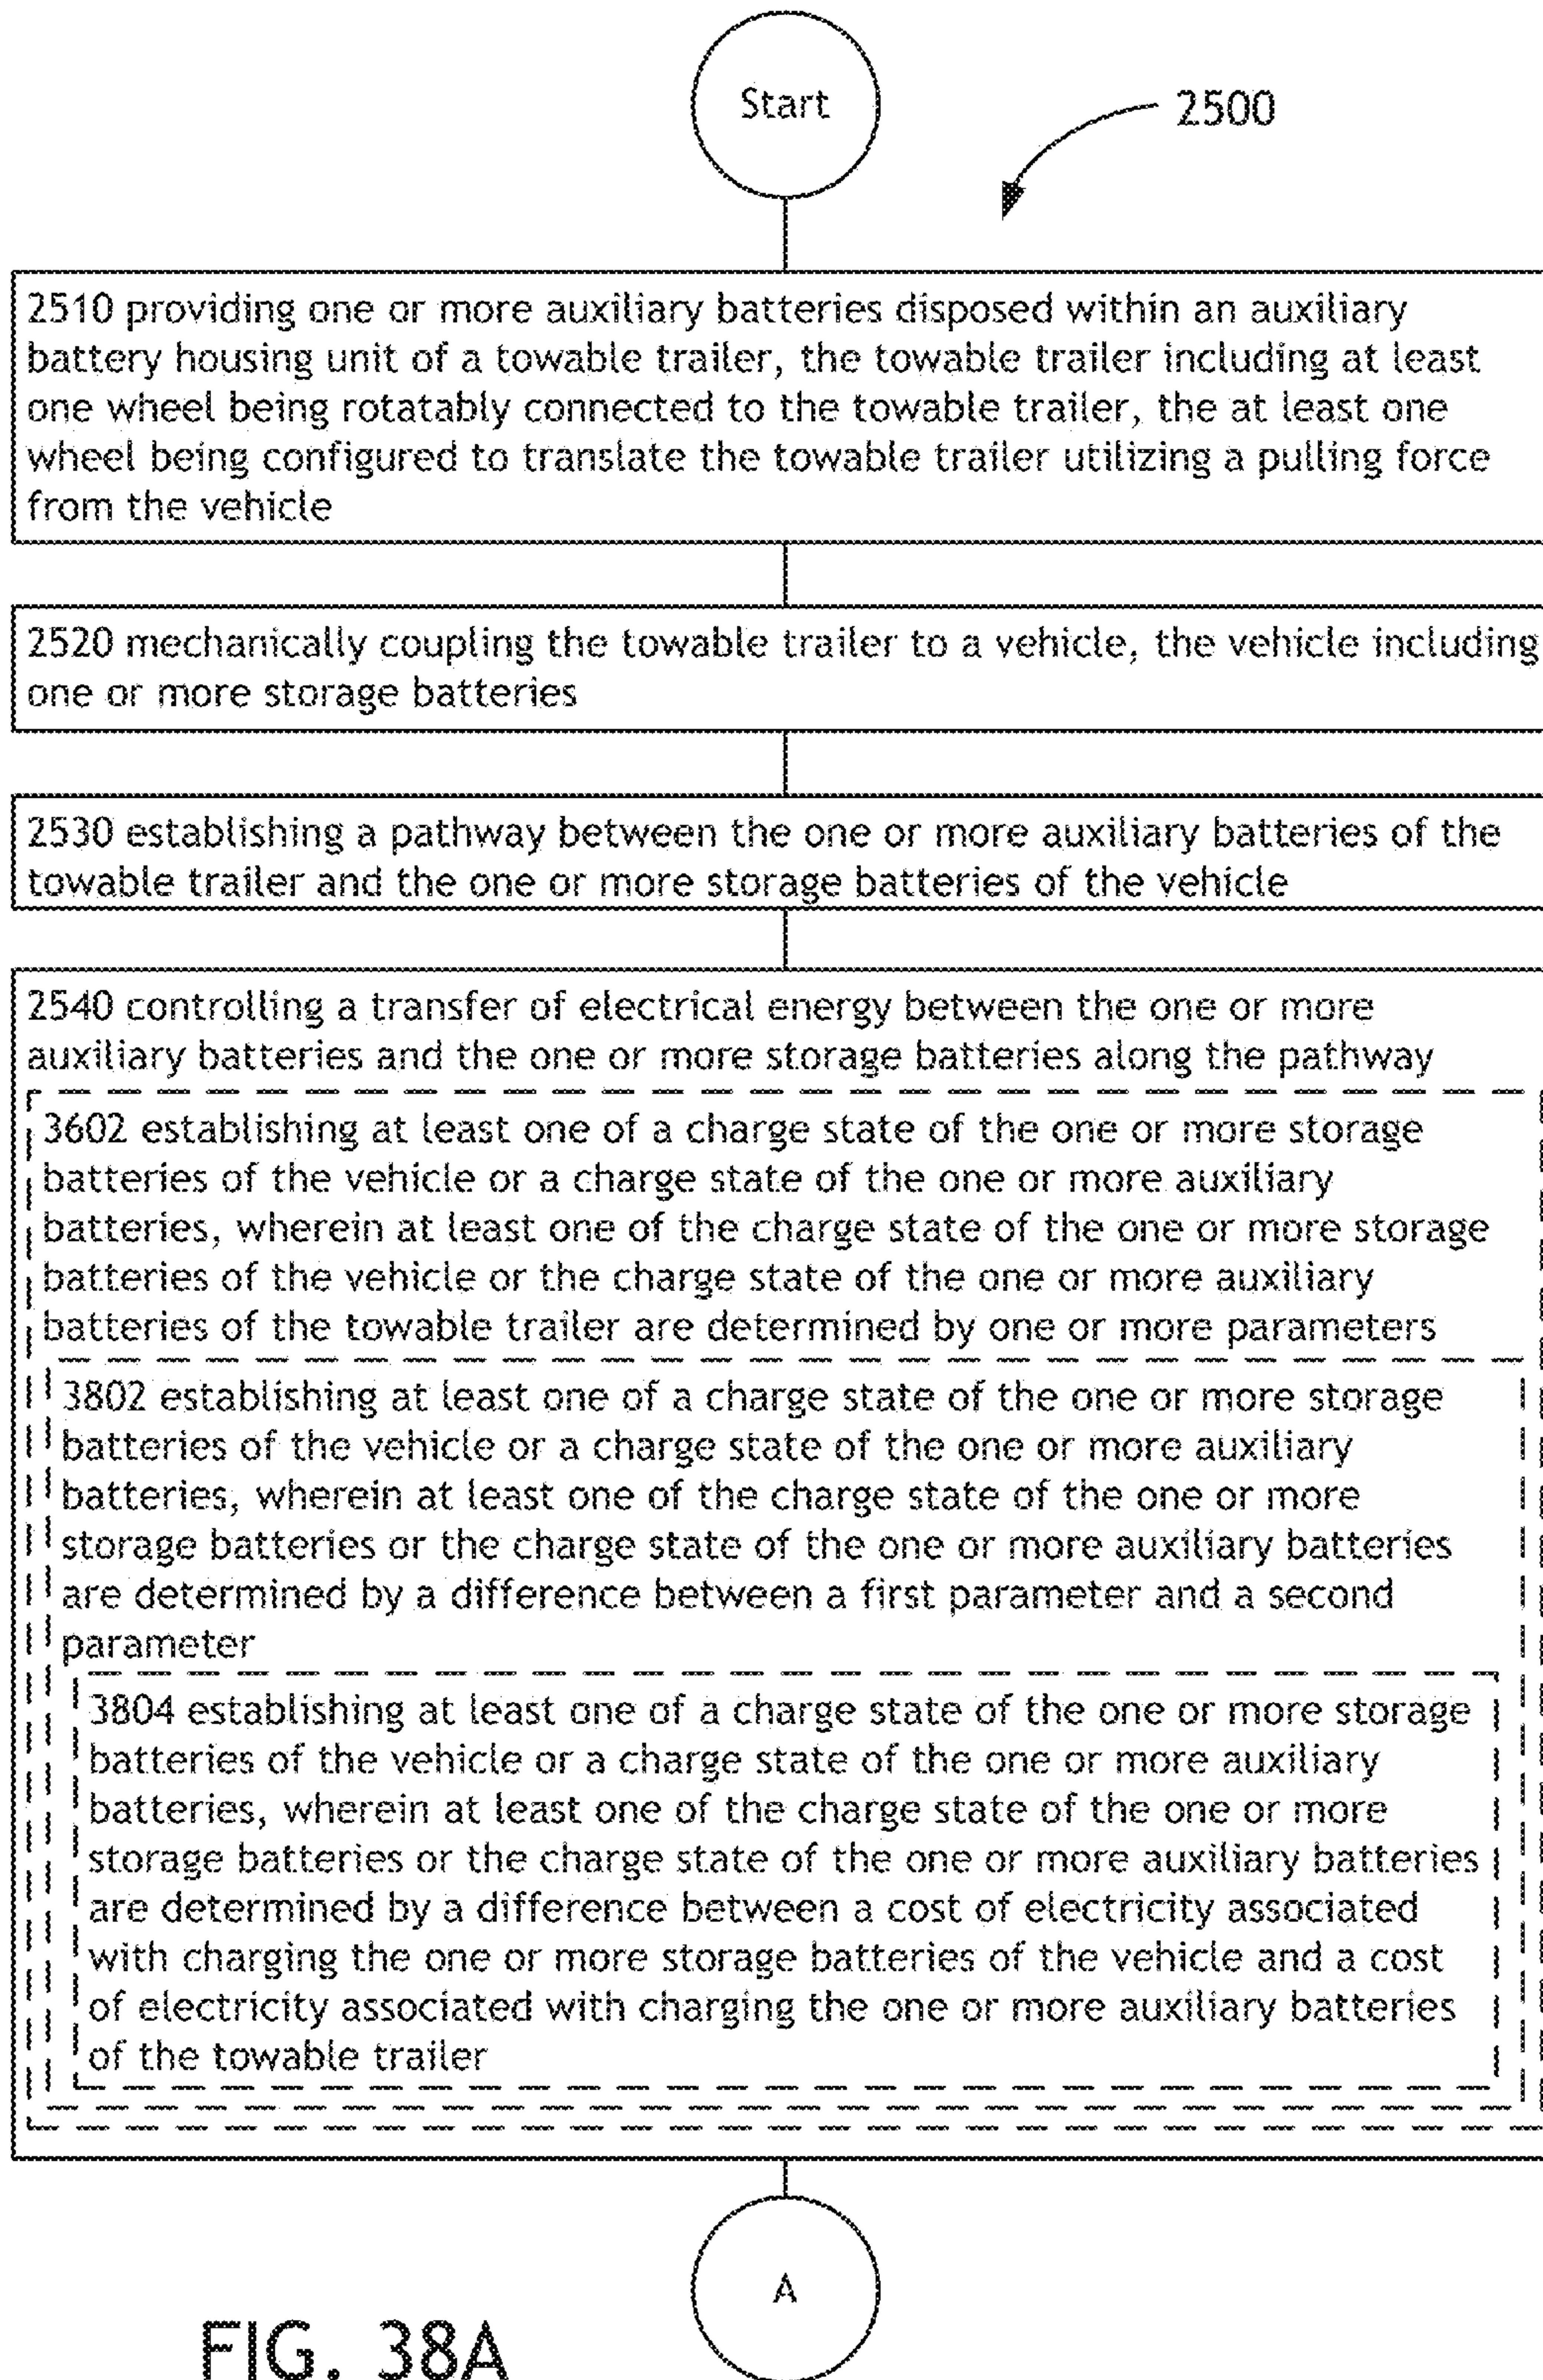 Start
2500
2510 providing one or more auxiliary batteries disposed within an auxiliary
battery housing unit of a towable trailer, the towable trailer including at least
one wheel being rotatably connected to the towable trailer, the at least one
wheel being configured to translate the towable trailer utilizing a pulling force
from the vehicle
2520 mechanically coupling the towable trailer to a vehicle, the vehicle including
one or more storage batteries
2530 establishing a pathway between the one or more auxiliary batteries of the
towable trailer and the one or more storage batteries of the vehicle
2540 controlling a transfer of electrical energy between the one or more
auxiliary batteries and the one or more storage batteries along the pathway
3602 establishing at least one of a charge state of the one or more storage
batteries of the vehicle or a charge state of the one or more auxiliary
batteries, wherein at least one of the charge state of the one or more storage
batteries of the vehicle or the charge state of the one or more auxiliary
batteries of the towable trailer are determined by one or more parameters
3802 establishing at least one of a charge state of the one or more storage
batteries of the vehicle or a charge state of the one or more auxiliary
batteries, wherein at least one of the charge state of the one or more
storage batteries or the charge state of the one or more auxiliary batteries
are determined by a difference between a first parameter and a second
parameter
3804 establishing at least one of a charge state of the one or more storage
batteries of the vehicle or a charge state of the one or more auxiliary
batteries, wherein at least one of the charge state of the one or more
storage batteries or the charge state of the one or more auxiliary batteries
are determined by a difference between a cost of electricity associated
with charging the one or more storage batteries of the vehicle and a cost
of electricity associated with charging the one or more auxiliary batteries
of the towable trailer
A
FIG. 38A